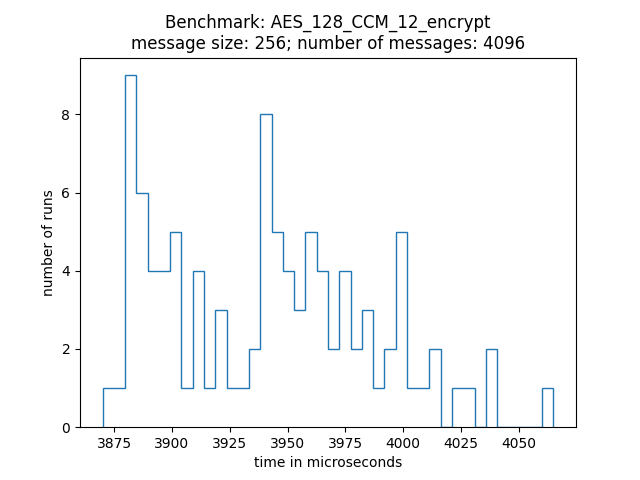 Benchmark: AES_128_CCM_12_encrypt
message size: 256; number of messages: 4096
8
6
4
2
0
number of runs
3875 3900 3925 3950 3975 4000 4025 4050
time in microseconds